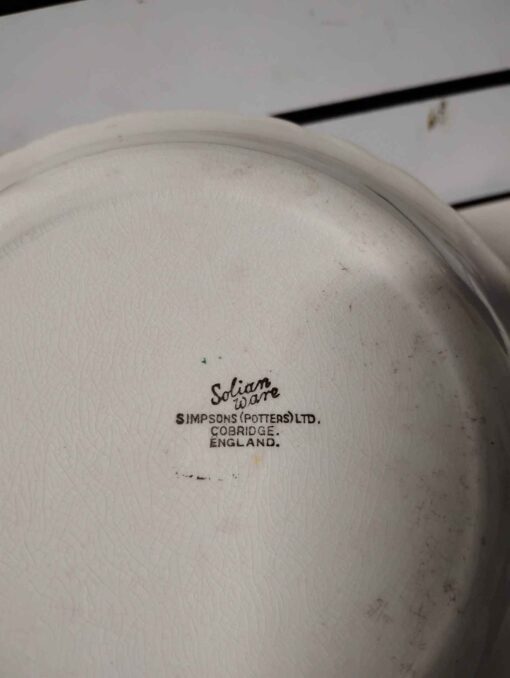 Solian
ware
SIMPSONS (POTTERS) LTD.
COBRIDGE.
ENGLAND.